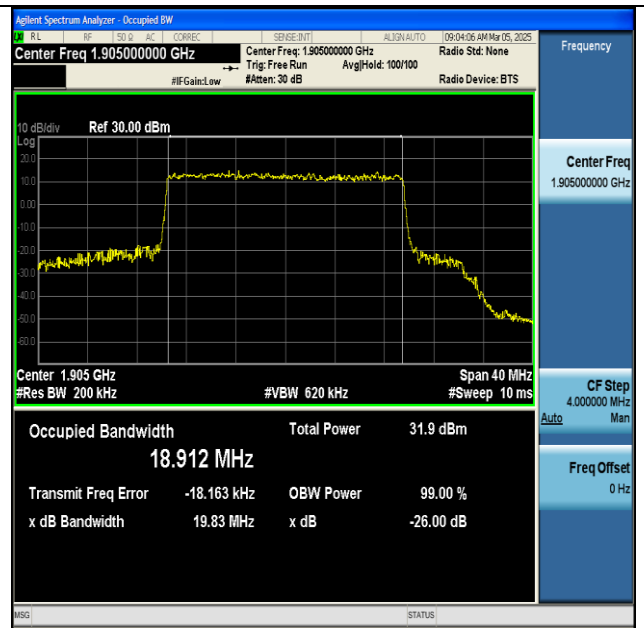 Agilent Spectrum Analyzer - Occupied BW
RL RF 50 Ω AC CORREC SENSE:INT ALIGN AUTO 09:04:06 AM Mar 05, 2025
Center Freq 1.905000000 GHz
Center Freq: 1.905000000 GHz Radio Std: None
Trig: Free Run Avg|Hold: 100/100
#IFGain:Low #Atten: 30 dB Radio Device: BTS
Frequency
10 dB/div Ref 30.00 dBm
Log
20.0
10.0
0.00
-10.0
-20.0
-30.0
-50.0
-60.0
Center 1.905 GHz Span 40 MHz
#Res BW 200 kHz #VBW 620 kHz #Sweep 10 ms
Occupied Bandwidth Total Power 31.9 dBm
18.912 MHz
Transmit Freq Error -18.163 kHz OBW Power 99.00 %
x dB Bandwidth 19.83 MHz x dB -26.00 dB
Center Freq
1.905000000 GHz
CF Step
4.000000 MHz
Auto Man
Freq Offset
0 Hz
MSG STATUS